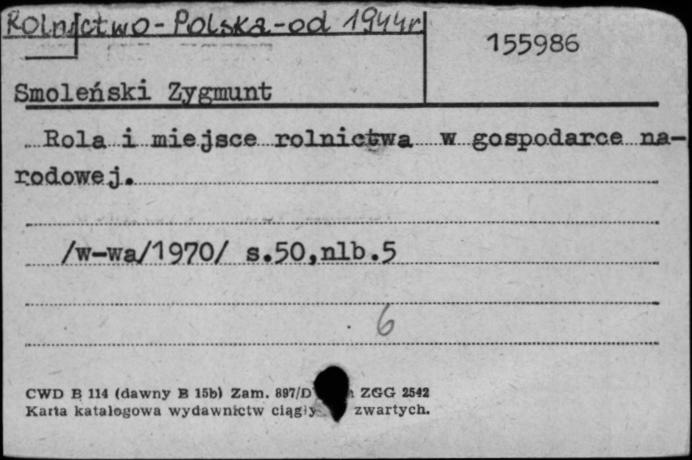 Rolnictwo - Polska - od 1944r
155986
Smoleński Zygmunt
Rola i miejsce rolnictwa w gospodarce na-
rodowej.
/w-wa/1970/ s.50,nlb.5
6
CWD B 114 (dawny B 15b) Zam. 897/D ZGG 2542
Karta katalogowa wydawnictw zwartych.